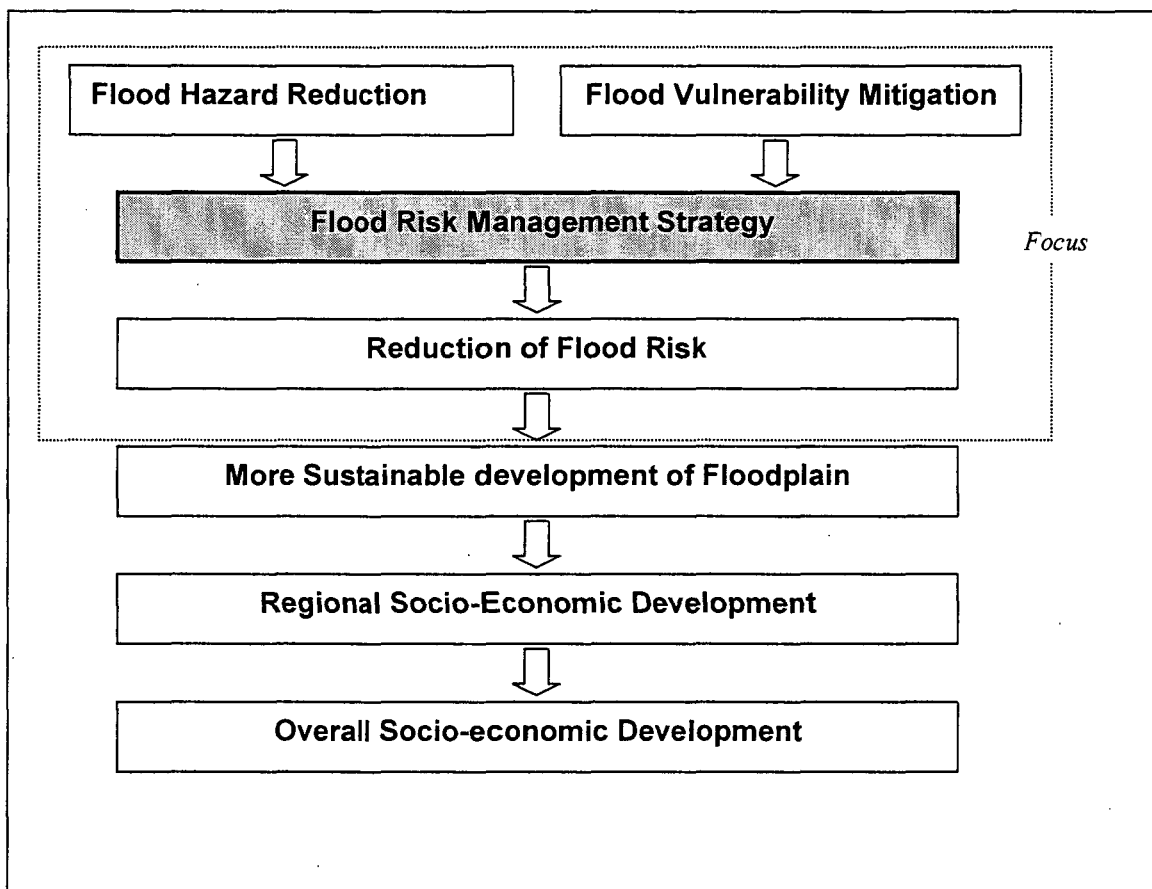 Flood Hazard Reduction
Flood Vulnerability Mitigation
Flood Risk Management Strategy
Focus
Reduction of Flood Risk
More Sustainable development of Floodplain
Regional Socio-Economic Development
Overall Socio-economic Development